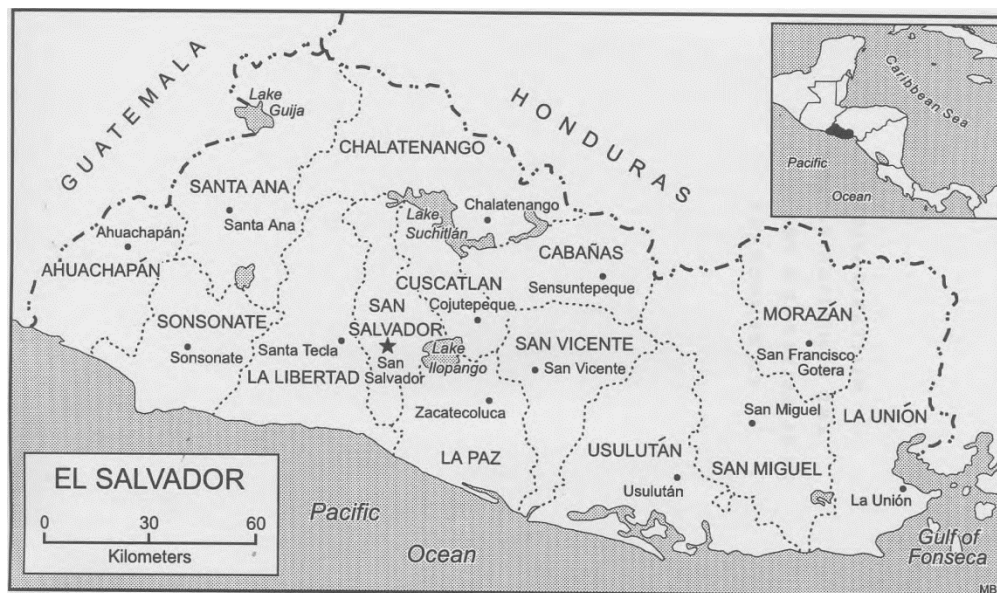 GUATEMALA
HONDURAS
Caribbean Sea
Pacific
Ocean
Lake
Guija
CHALATENANGO
SANTA ANA
Santa Ana
Lake
Suchitlán
Chalatenango
Ahuachapán
AHUACHAPÁN
CABAÑAS
Sensuntepeque
CUSCATLAN
Cojutepeque
SAN
SALVADOR
San
Salvador
SONSONATE
Sonsonate
Santa Tecla
LA LIBERTAD
Lake
Ilopango
SAN VICENTE
San Vicente
MORAZÁN
San Francisco
Gotera
Zacatecoluca
LA PAZ
San Miguel
SAN MIGUEL
LA UNIÓN
La Unión
USULUTÁN
Usulután
EL SALVADOR
0 30 60
Kilometers
Pacific
Ocean
Gulf of
Fonseca
MB